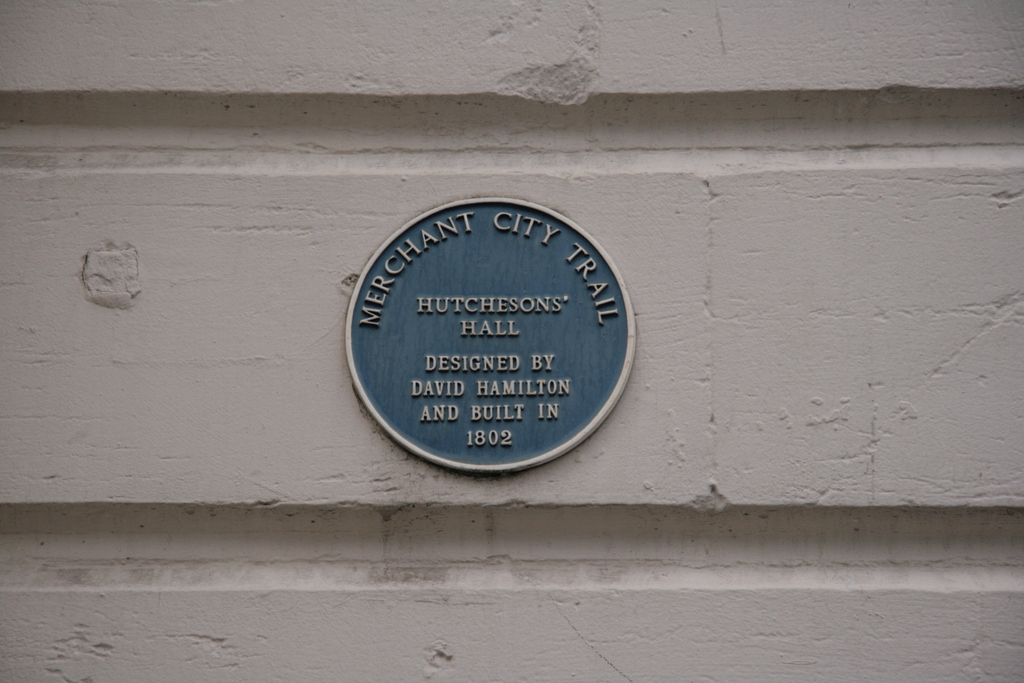 MERCHANT CITY TRAIL
HUTCHESONS'
HALL
DESIGNED BY
DAVID HAMILTON
AND BUILT IN
1802